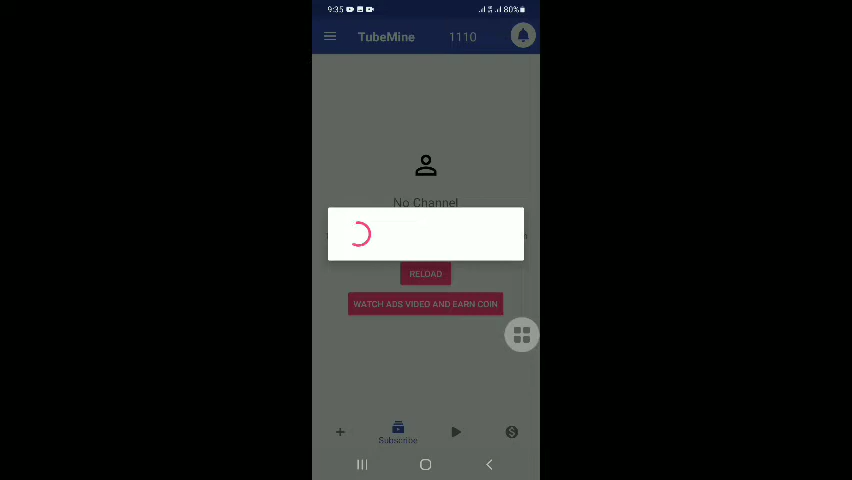 9:35
80%
TubeMine 1110
No Channel
RELOAD
WATCH ADS VIDEO AND EARN COIN
Subscribe